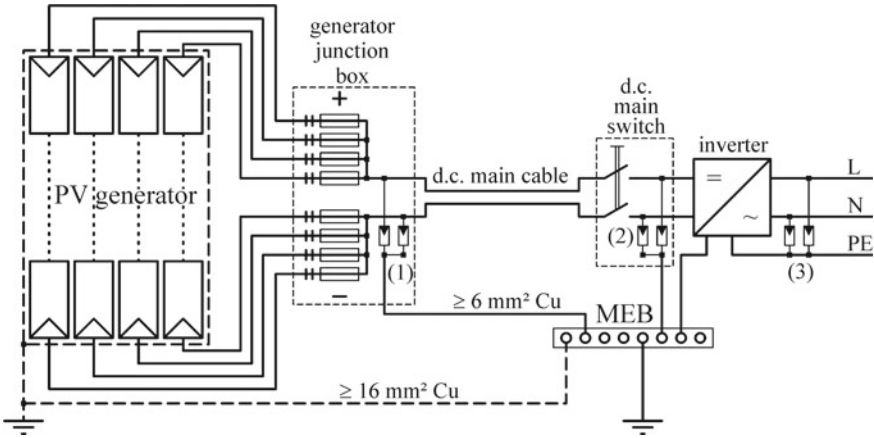 generator
junction
box
+
d.c.
main
switch
inverter
PV generator
d.c. main cable
=
~
L
N
PE
(1)
(2)
(3)
−
≥ 6 mm² Cu
MEB
≥ 16 mm² Cu